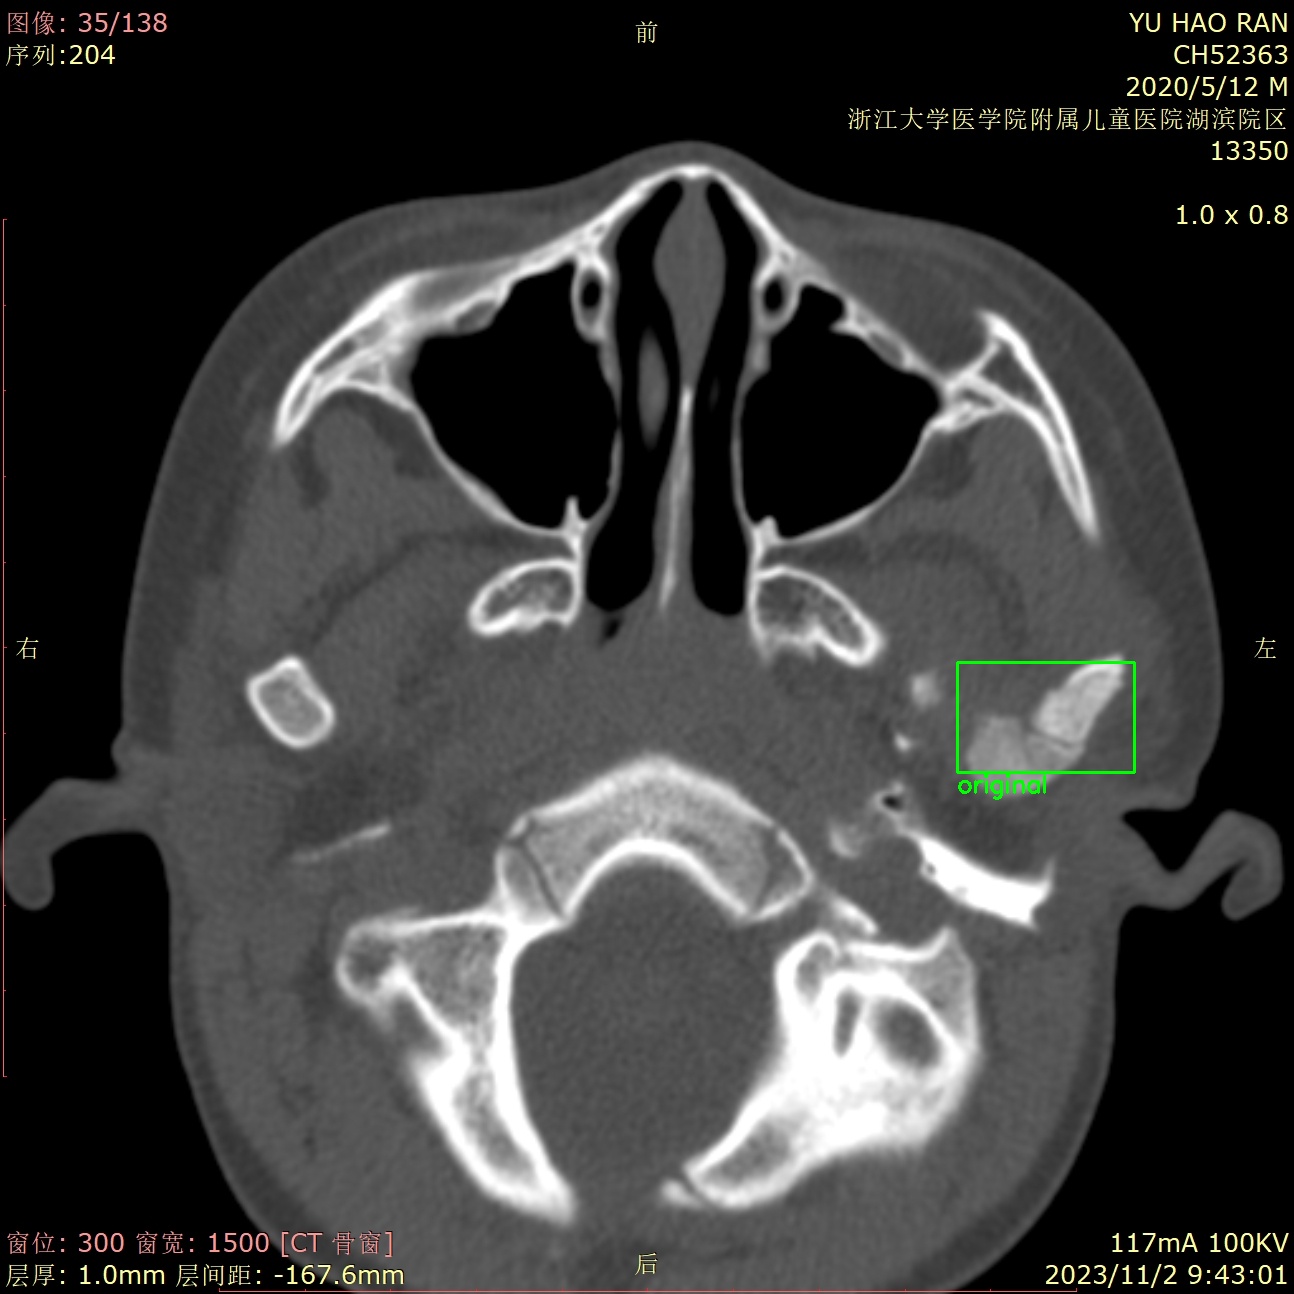 图像: 35/138
序列:204
前
YU HAO RAN
CH52363
2020/5/12 M
浙江大学医学院附属儿童医院湖滨院区
13350
1.0 x 0.8
右
左
original
窗位: 300 窗宽: 1500 [CT 骨窗]
层厚: 1.0mm 层间距: -167.6mm
后
117mA 100KV
2023/11/2 9:43:01